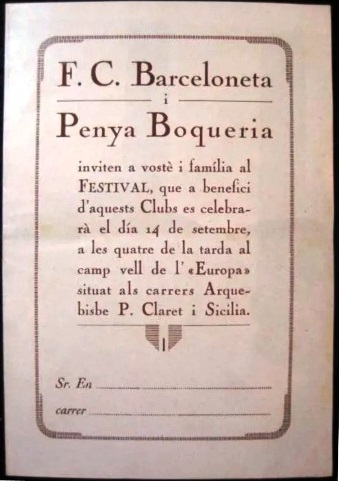 F. C. Barceloneta
i
Penya Boqueria
inviten a vostè i família al
FESTIVAL, que a benefici
d'aquests Clubs es celebra-
rà el día 14 de setembre,
a les quatre de la tarda al
camp vell de l' «Europa»
situat als carrers Arque-
bisbe P. Claret i Sicilia.
Sr. En
carrer